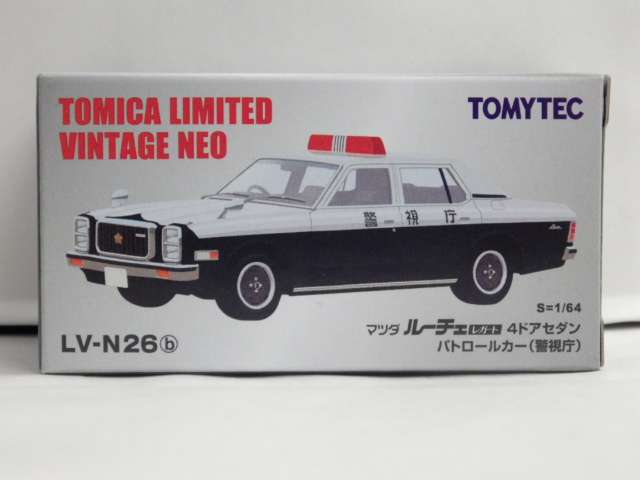 TOMICA LIMITED
VINTAGE NEO
TOMYTEC
警視庁
S=1/64
LV-N26ⓑ
マツダ ルーチェ レガート 4ドアセダン
パトロールカー(警視庁)